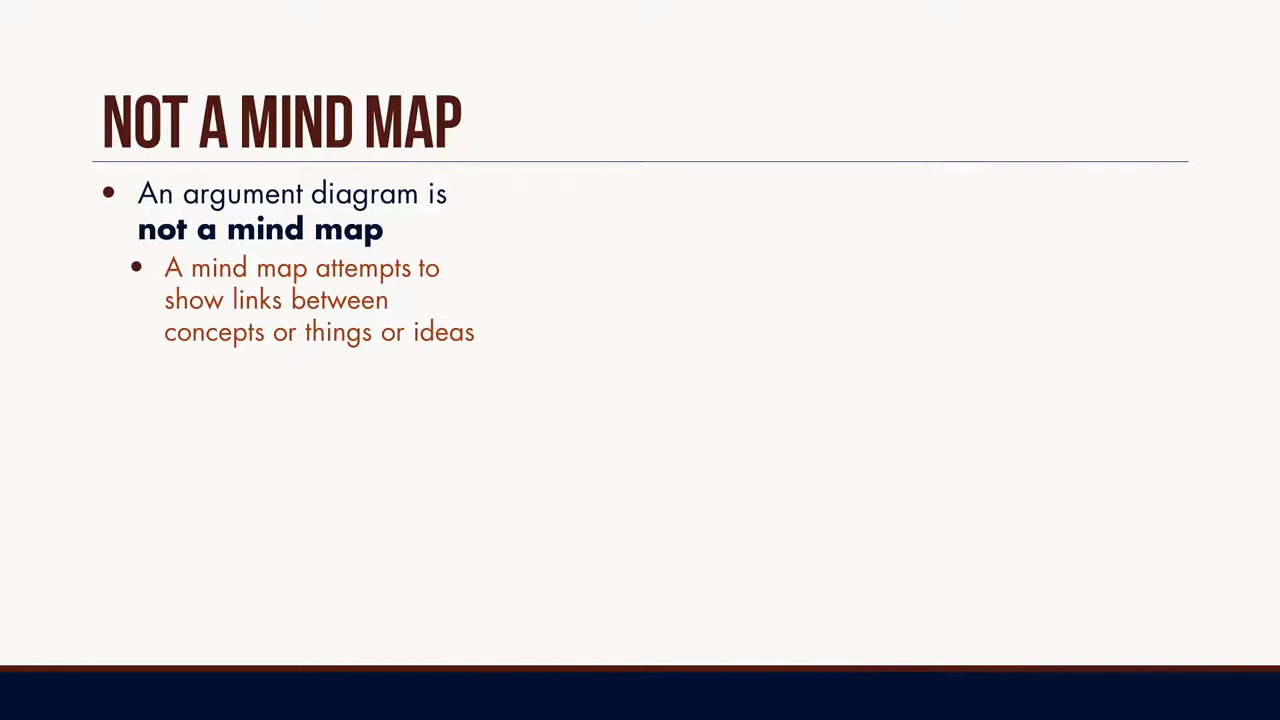 NOT A MIND MAP
An argument diagram is
not a mind map
A mind map attempts to
show links between
concepts or things or ideas